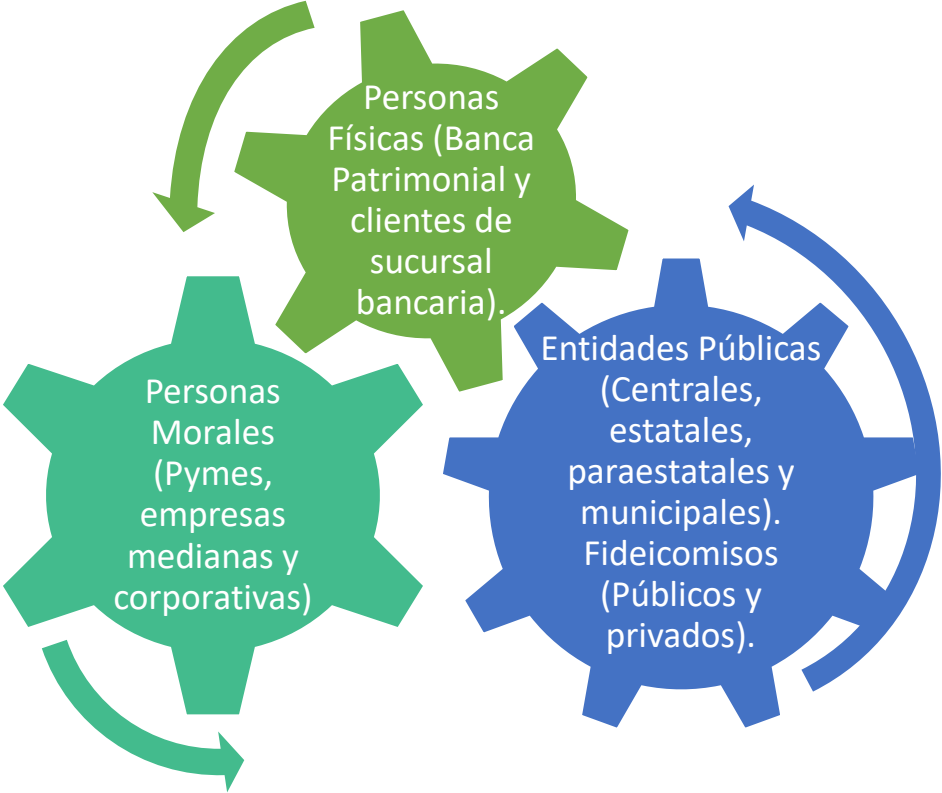 Personas
Físicas (Banca
Patrimonial y
clientes de
sucursal
bancaria).
Personas
Morales
(Pymes,
empresas
medianas y
corporativas)
Entidades Públicas
(Centrales,
estatales,
paraestatales y
municipales).
Fideicomisos
(Públicos y
privados).